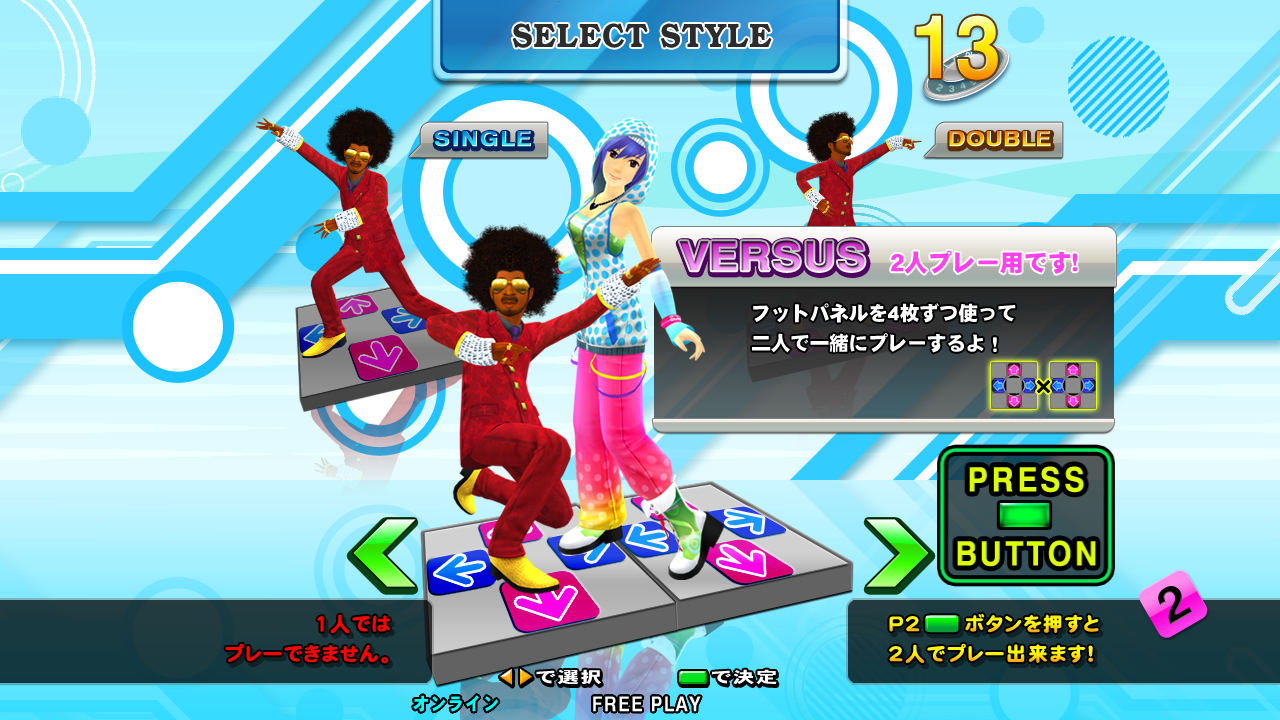 SELECT STYLE
13
SINGLE
DOUBLE
VERSUS 2人プレー用です!
フットパネルを4枚ずつ使って
二人で一緒にプレーするよ!
×
PRESS
BUTTON
2
1人では
プレーできません。
P2 ボタンを押すと
2人でプレー出来ます!
で選択
で決定
オンライン
FREE PLAY